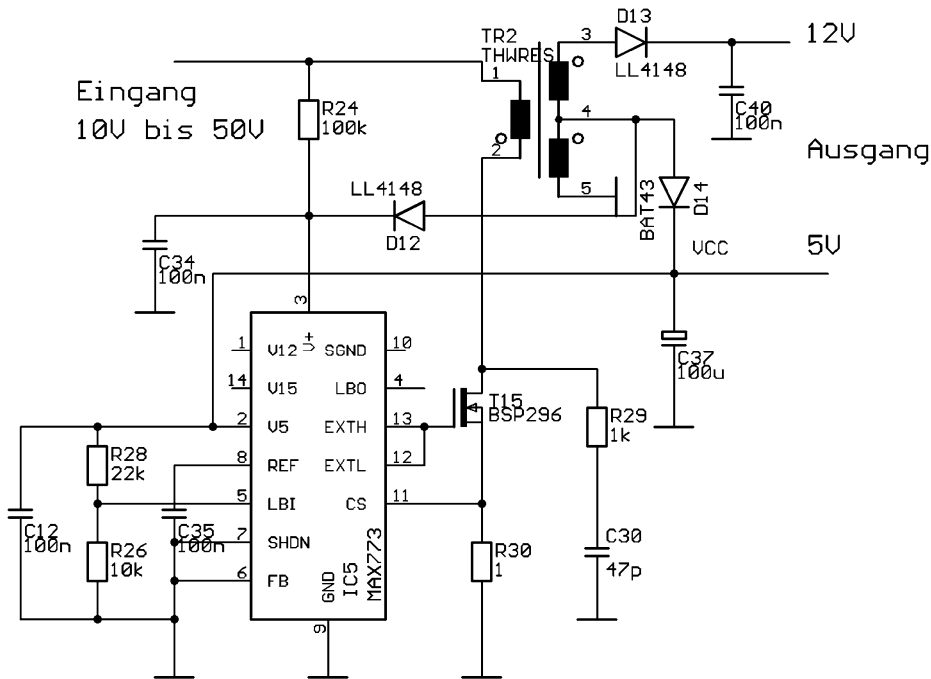 D13
12V
TR2
THWRES
3
LL4148
1
Eingang
10V bis 50V
R24
100k
C40
100n
4
2
Ausgang
LL4148
5
BAT43
D14
D12
VCC
5V
C34
100n
3
1
V12
+
SGND
10
C37
100u
14
V15
LBO
4
T15
BSP296
2
V5
EXTH
13
R29
1k
R28
22k
8
REF
EXTL
12
5
LBI
CS
11
C12
100n
C35
100n
7
SHDN
R26
10k
6
FB
GND
IC5
MAX773
R30
1
C30
47p
9